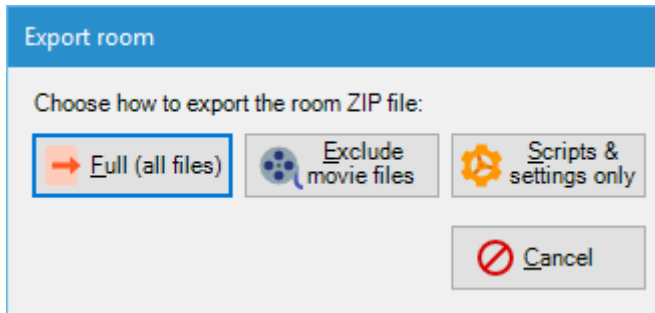 Export room
Choose how to export the room ZIP file:
Full (all files)
Exclude
movie files
Scripts &
settings only
Cancel